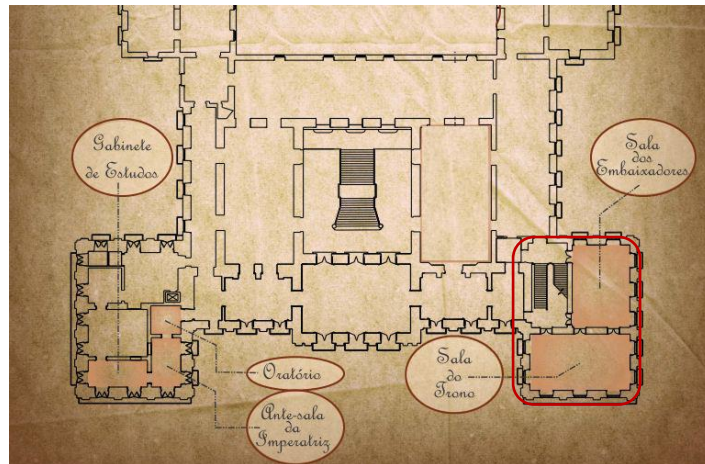 Gabinete
de Estudos
Sala
dos
Embaixadores
Oratório
Ante-sala
da
Imperatriz
Sala
do
Trono